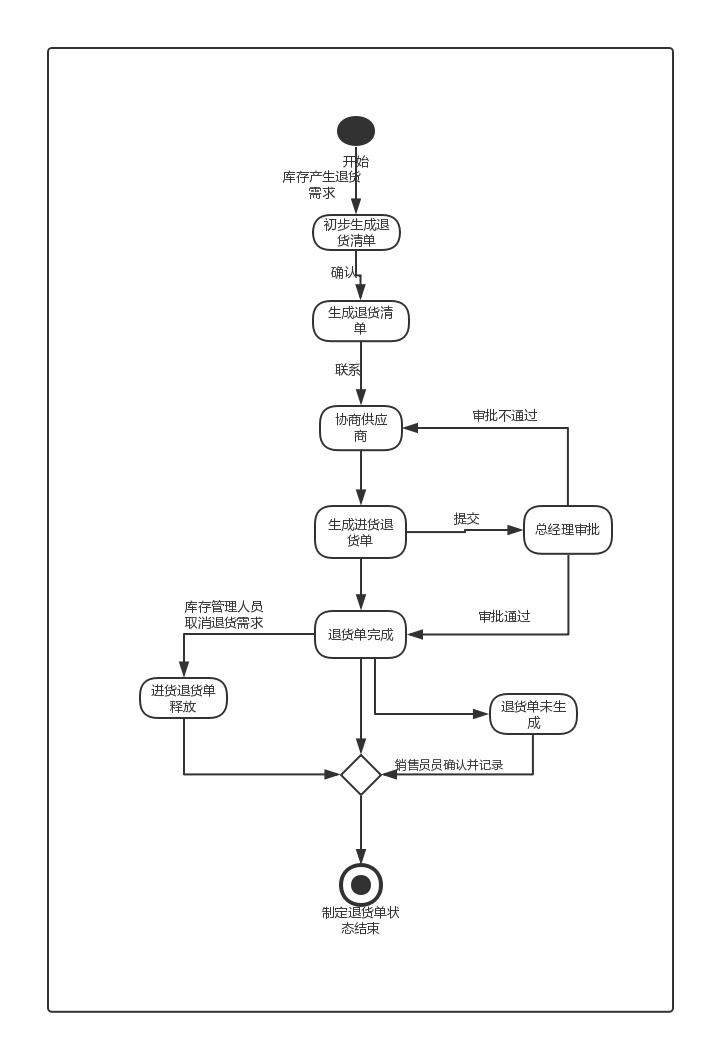 开始
库存产生退货
需求
初步生成退
货清单
确认
生成退货清
单
联系
协商供应
商
审批不通过
生成进货退
货单
提交
总经理审批
库存管理人员
取消退货需求
审批通过
退货单完成
进货退货单
释放
退货单未生
成
销售员员确认并记录
制定退货单状
态结束